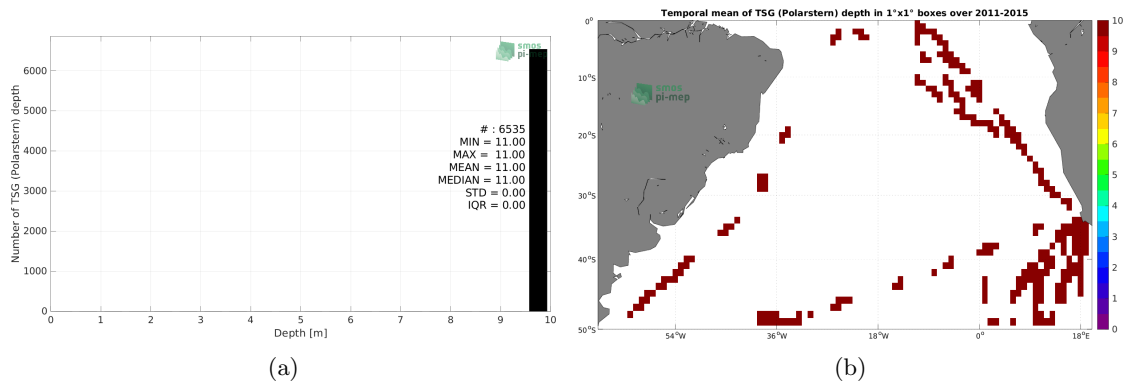 smos
pi-mep
6000
5000
4000
3000
2000
1000
0
Number of TSG (Polarstern) depth
# : 6535
MIN = 11.00
MAX = 11.00
MEAN = 11.00
MEDIAN = 11.00
STD = 0.00
IQR = 0.00
0 1 2 3 4 5 6 7 8 9 10
Depth [m]
(a)
Temporal mean of TSG (Polarstern) depth in 1°x1° boxes over 2011-2015
smos
pi-mep
0°
10°S
20°S
30°S
40°S
50°S
54°W 36°W 18°W 0° 18°E
10
9
8
7
6
5
4
3
2
1
0
(b)